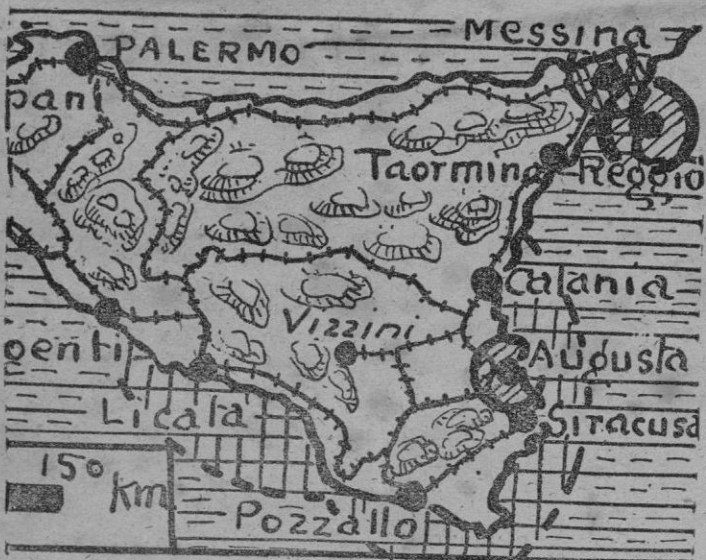 MESSINA
PALERMO
pani
Taormina
Reggio
Catania
Vizzini
genti
Augusta
Licata
Siracusa
150
km
Pozzallo